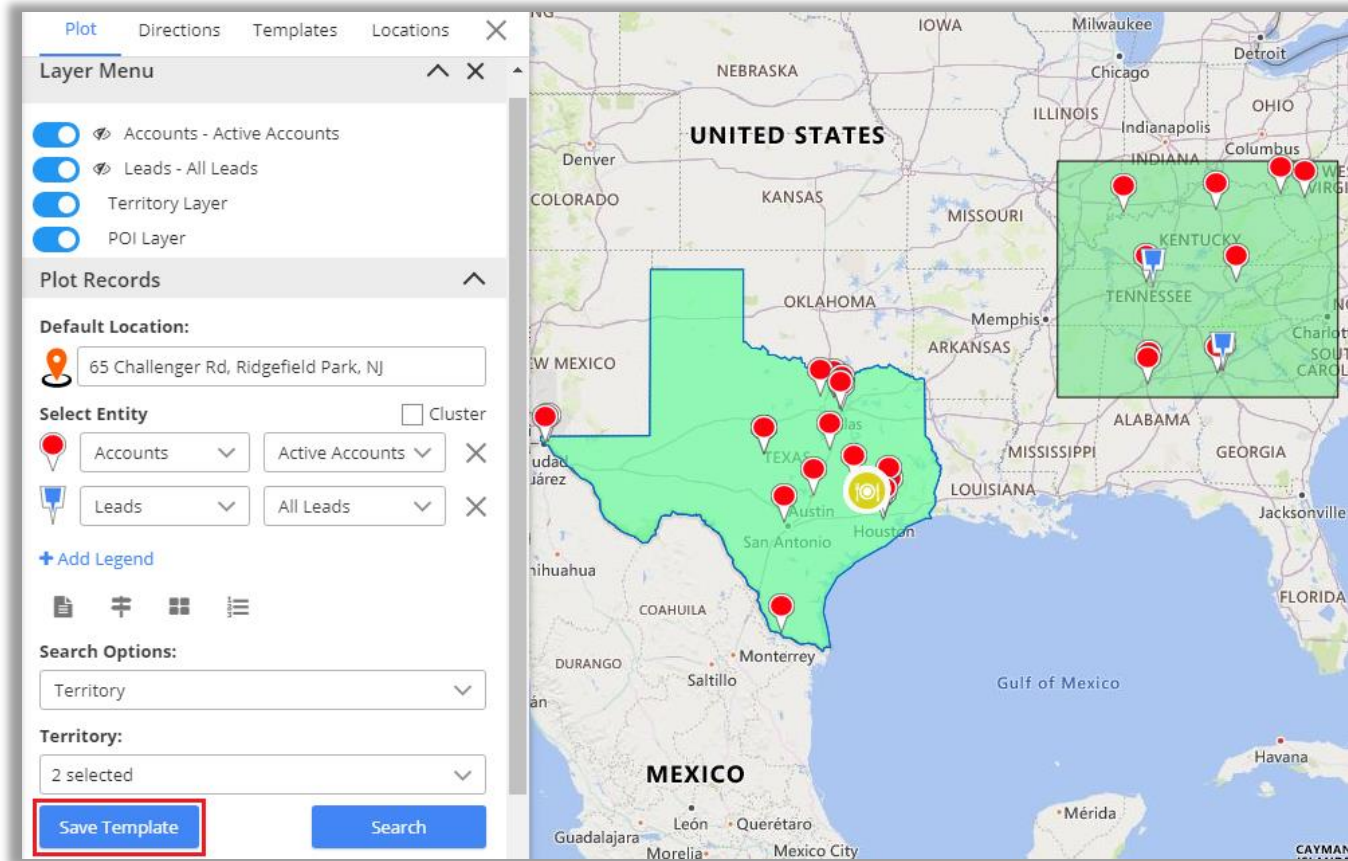 Plot Directions Templates Locations
Layer Menu
Accounts - Active Accounts
Leads - All Leads
Territory Layer
POI Layer
Plot Records
Default Location:
65 Challenger Rd, Ridgefield Park, NJ
Select Entity Cluster
Accounts Active Accounts
Leads All Leads
+ Add Legend
Search Options:
Territory
Territory:
2 selected
Save Template Search
IOWA
Milwaukee
Detroit
NEBRASKA
Chicago
ILLINOIS
OHIO
UNITED STATES
Indianapolis
Columbus
Denver
INDIANA
COLORADO
KANSAS
MISSOURI
KENTUCKY
OKLAHOMA
TENNESSEE
Memphis
EW MEXICO
ARKANSAS
ALABAMA
TEXAS
MISSISSIPPI
GEORGIA
LOUISIANA
Austin
Jacksonville
San Antonio
Houston
hihuahua
COAHUILA
FLORIDA
DURANGO
Monterrey
Saltillo
Gulf of Mexico
Havana
MEXICO
Mérida
León
Querétaro
Guadalajara
Morelia
Mexico City
CAYMAN